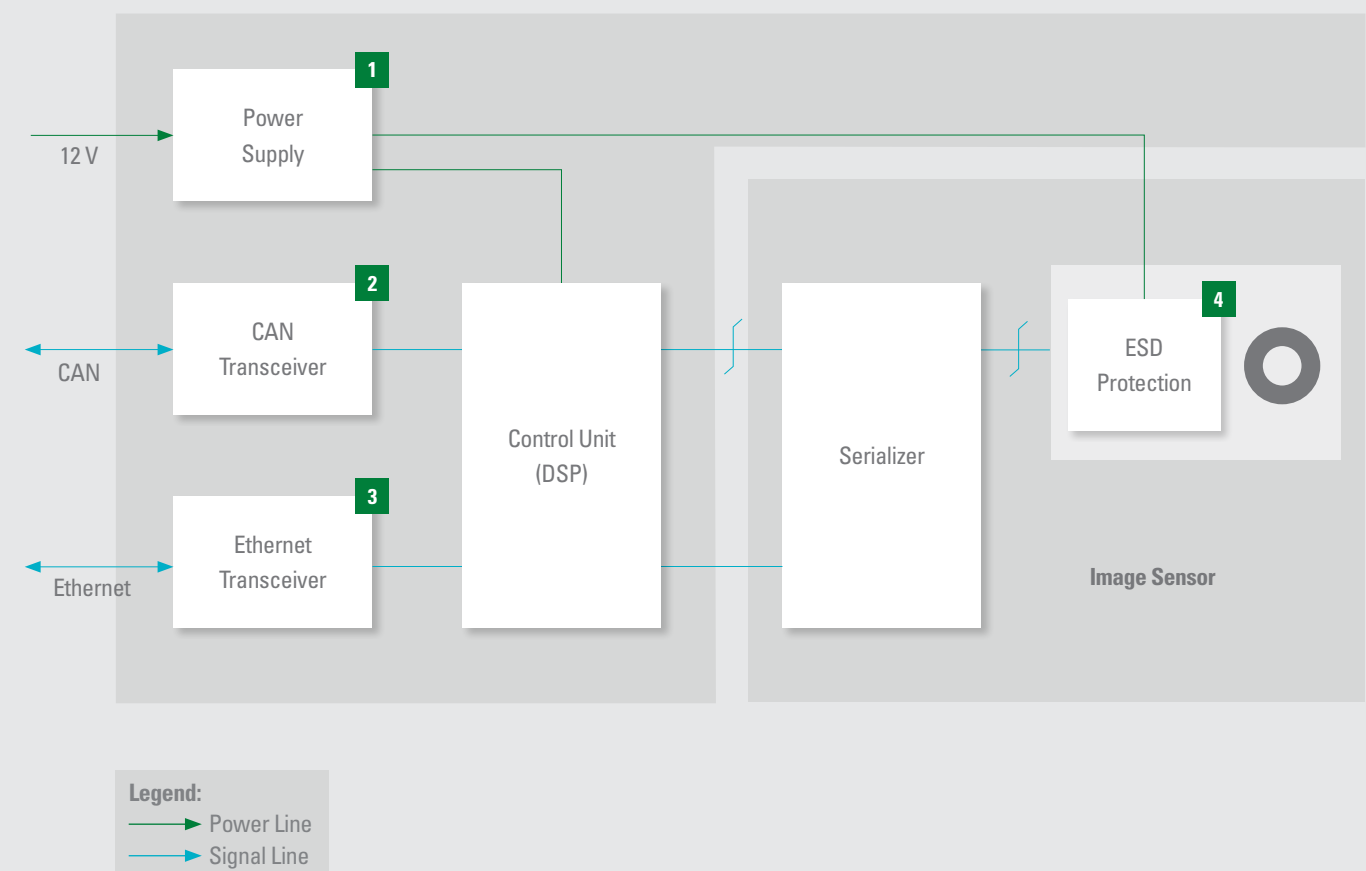 1
Power
Supply
12 V
2
CAN
Transceiver
CAN
3
Ethernet
Transceiver
Ethernet
Control Unit
(DSP)
Serializer
4
ESD
Protection
Image Sensor
Legend:
Power Line
Signal Line